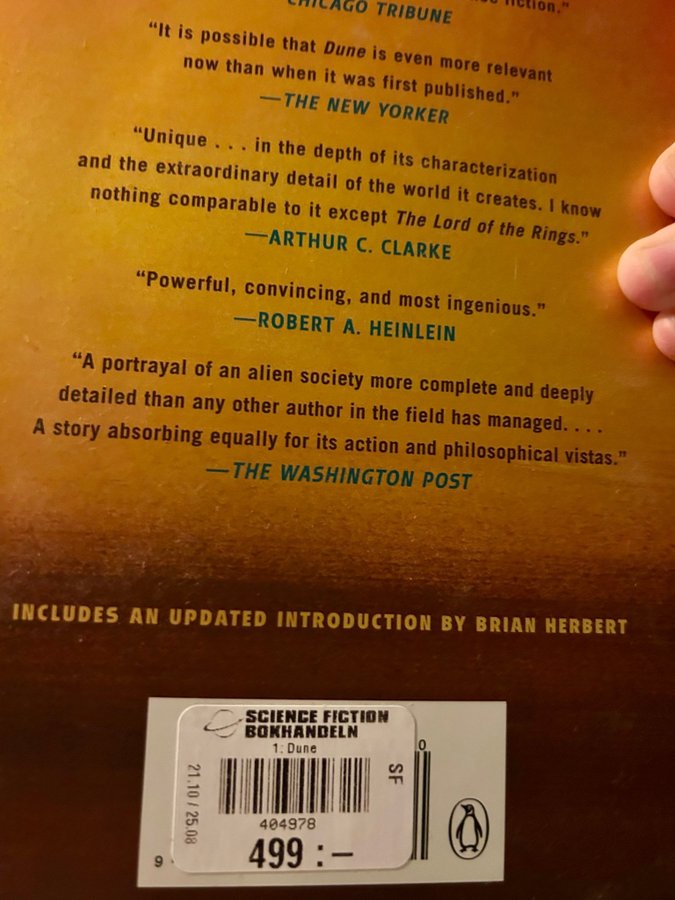 CHICAGO TRIBUNE
fiction."
"It is possible that Dune is even more relevant
now than when it was first published."
—THE NEW YORKER
"Unique . . . in the depth of its characterization
and the extraordinary detail of the world it creates. I know
nothing comparable to it except The Lord of the Rings."
—ARTHUR C. CLARKE
"Powerful, convincing, and most ingenious."
—ROBERT A. HEINLEIN
"A portrayal of an alien society more complete and deeply
detailed than any other author in the field has managed. . . .
A story absorbing equally for its action and philosophical vistas."
—THE WASHINGTON POST
INCLUDES AN UPDATED INTRODUCTION BY BRIAN HERBERT
SCIENCE FICTION
BOKHANDELN
1: Dune
21.10 / 25.08
SF
0
404978
9
499 :–